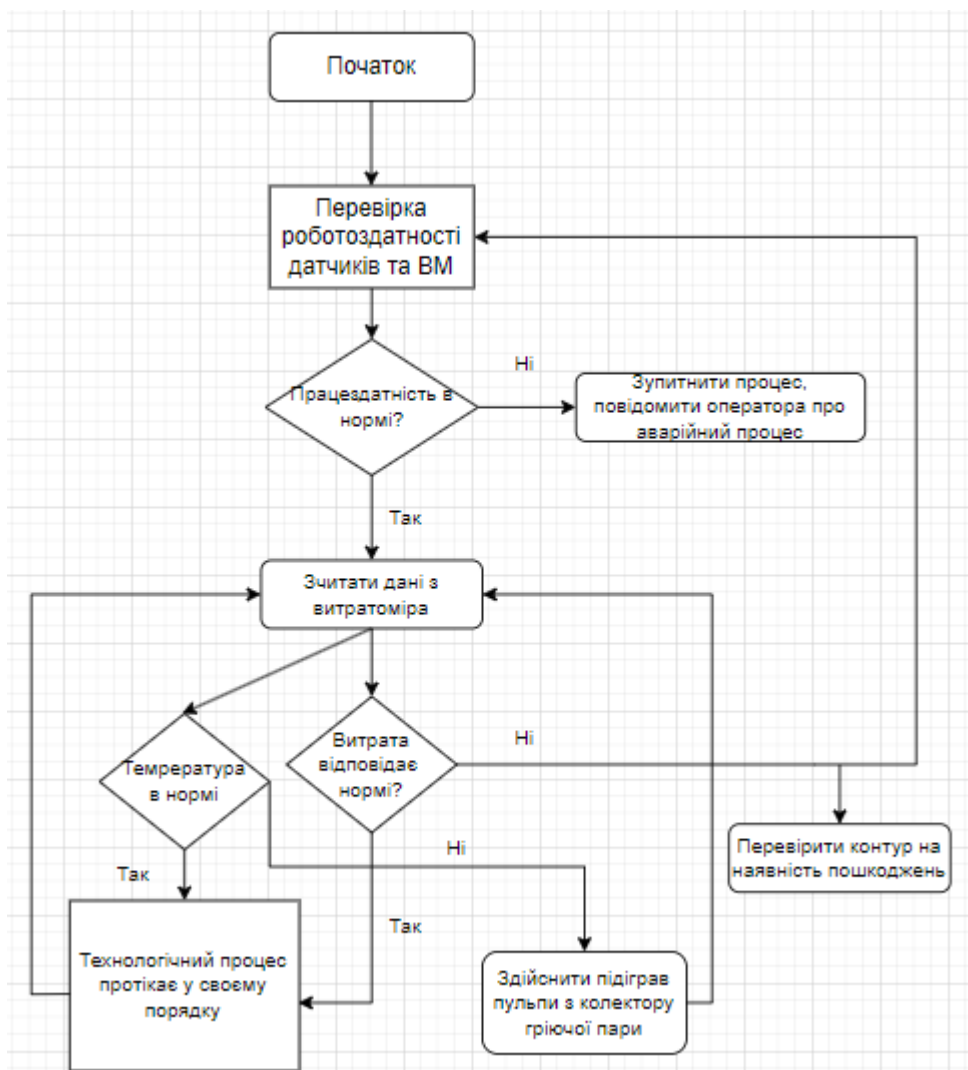 Початок
Перевірка
роботоздатності
датчиків та ВМ
Ні
Працездатність в
нормі?
Зупитнити процес,
повідомити оператора про
аварійний процес
Так
Зчитати дані з
витратоміра
Темрература
в нормі
Витрата
відповідає
нормі?
Ні
Ні
Перевірити контур на
наявність пошкоджень
Так
Так
Технологічний процес
протікає у своєму
порядку
Здійснити підіграв
пульпи з колектору
гріючої пари